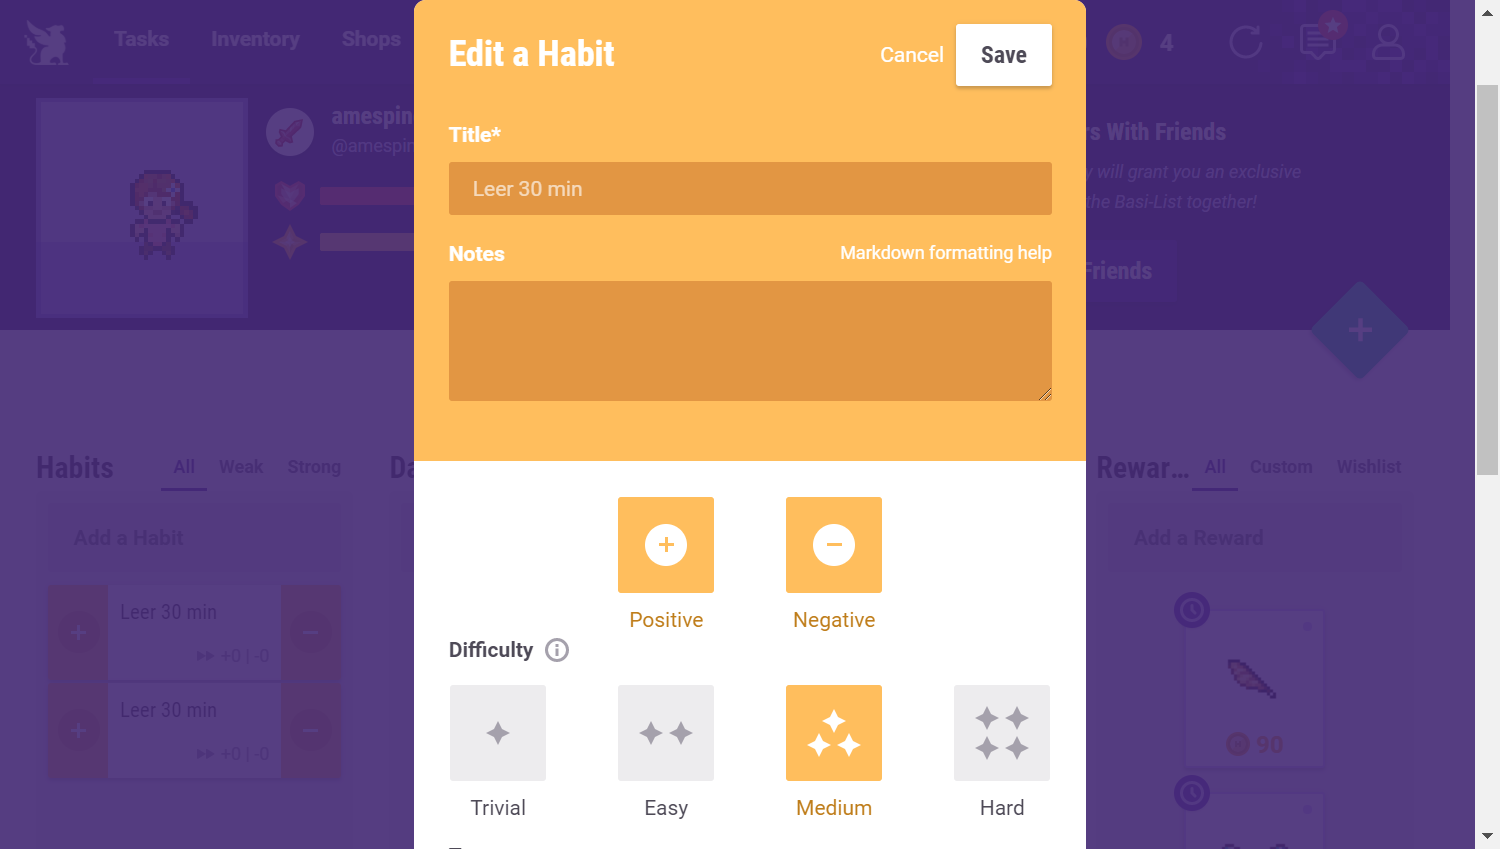 Tasks Inventory Shops
4
Edit a Habit
Cancel
Save
amespin
@amespin
Title*
Leer 30 min
rs With Friends
y will grant you an exclusive
the Basi-List together!
Notes
Markdown formatting help
Friends
Habits
All Weak Strong
Da
Rewar...
All Custom Wishlist
Add a Habit
Add a Reward
Leer 30 min
+0 | -0
Leer 30 min
+0 | -0
Positive
Negative
Difficulty
Trivial
Easy
Medium
Hard
90